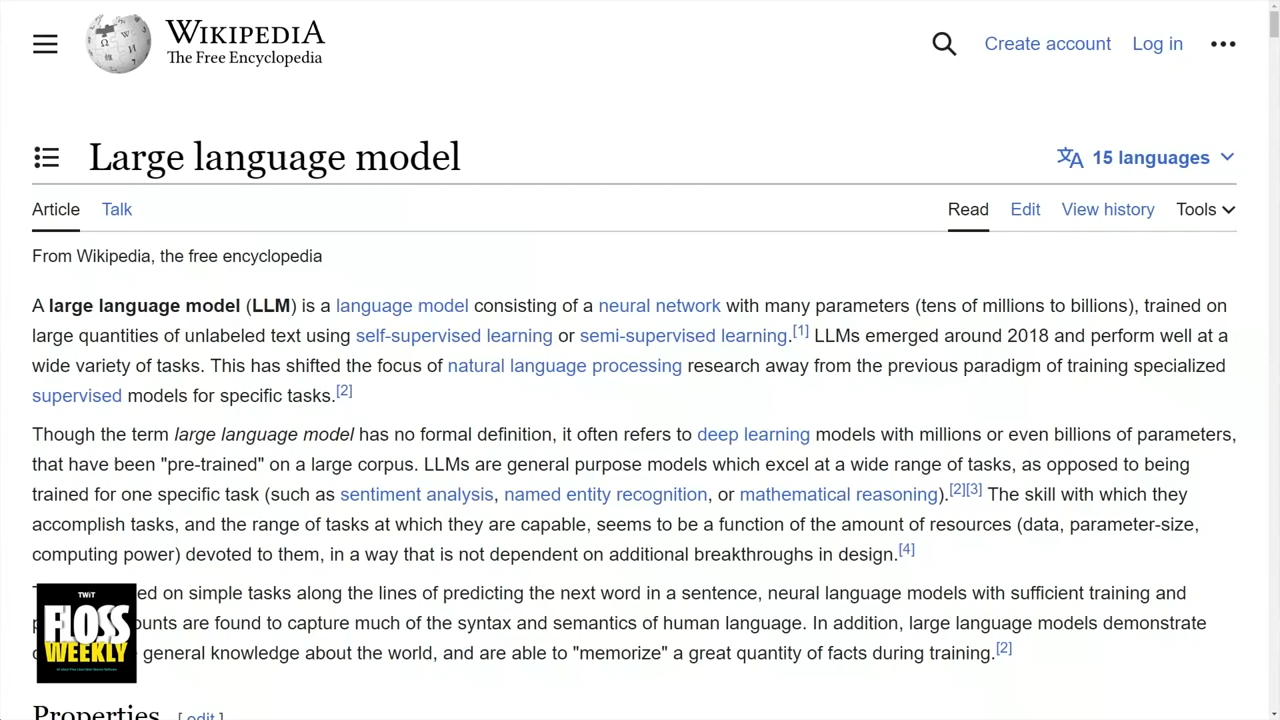 WIKIPEDIA
The Free Encyclopedia
Create account
Log in
Large language model
15 languages
Article
Talk
Read
Edit
View history
Tools
From Wikipedia, the free encyclopedia
A large language model (LLM) is a language model consisting of a neural network with many parameters (tens of millions to billions), trained on
large quantities of unlabeled text using self-supervised learning or semi-supervised learning.[1] LLMs emerged around 2018 and perform well at a
wide variety of tasks. This has shifted the focus of natural language processing research away from the previous paradigm of training specialized
supervised models for specific tasks.[2]
Though the term large language model has no formal definition, it often refers to deep learning models with millions or even billions of parameters,
that have been "pre-trained" on a large corpus. LLMs are general purpose models which excel at a wide range of tasks, as opposed to being
trained for one specific task (such as sentiment analysis, named entity recognition, or mathematical reasoning).[2][3] The skill with which they
accomplish tasks, and the range of tasks at which they are capable, seems to be a function of the amount of resources (data, parameter-size,
computing power) devoted to them, in a way that is not dependent on additional breakthroughs in design.[4]
on simple tasks along the lines of predicting the next word in a sentence, neural language models with sufficient training and
are found to capture much of the syntax and semantics of human language. In addition, large language models demonstrate
general knowledge about the world, and are able to "memorize" a great quantity of facts during training.[2]
TWiT
FLOSS
WEEKLY
Properties [ edit ]